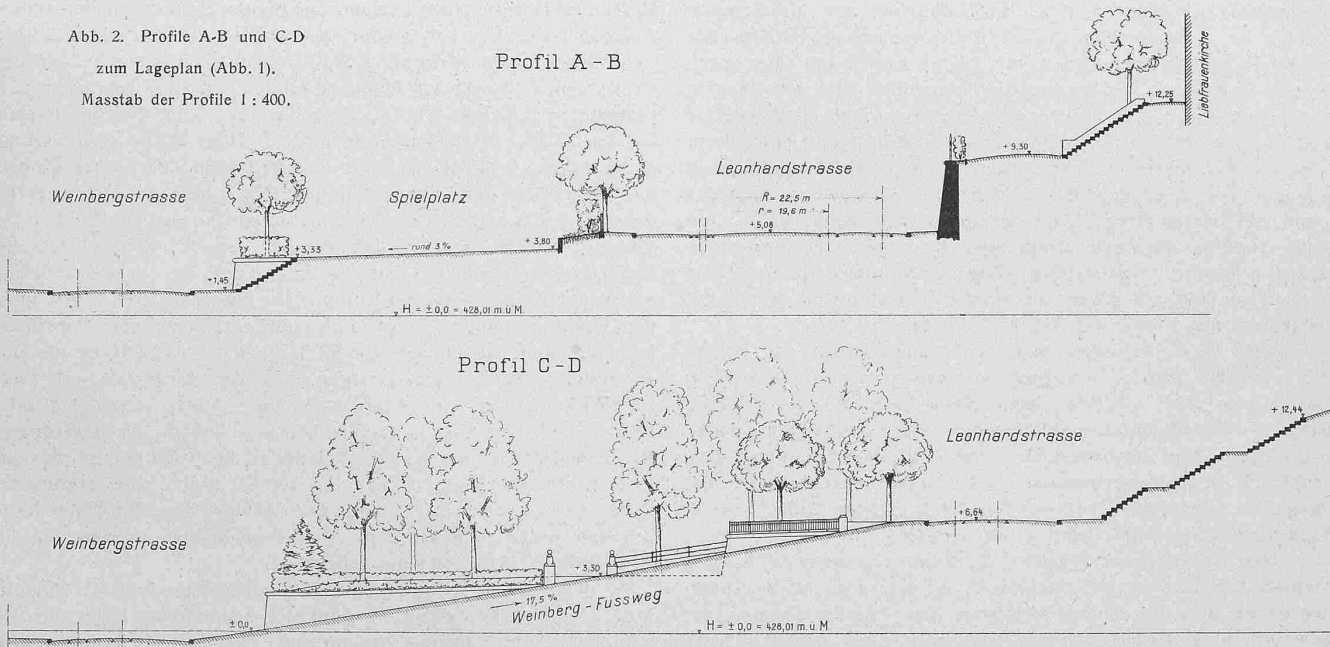 Abb. 2. Profile A-B und C-D
zum Lageplan (Abb. 1).
Masstab der Profile 1 : 400.
Profil A-B
Liebfrauenkirche
+ 12,25
+ 9,30
Weinbergstrasse
Spielplatz
Leonhardstrasse
R = 22,5 m
r = 19,6 m
+5,08
+ 3,80
rund 3 %
+3,33
+1,45
H = ± 0,0 = 428,01 m ü M.
Profil C-D
+ 12,44
Leonhardstrasse
+6,64
Weinbergstrasse
+ 3,30
17,5 %
Weinberg - Fussweg
± 0,0
H = ± 0,0 = 428,01 m ü M.